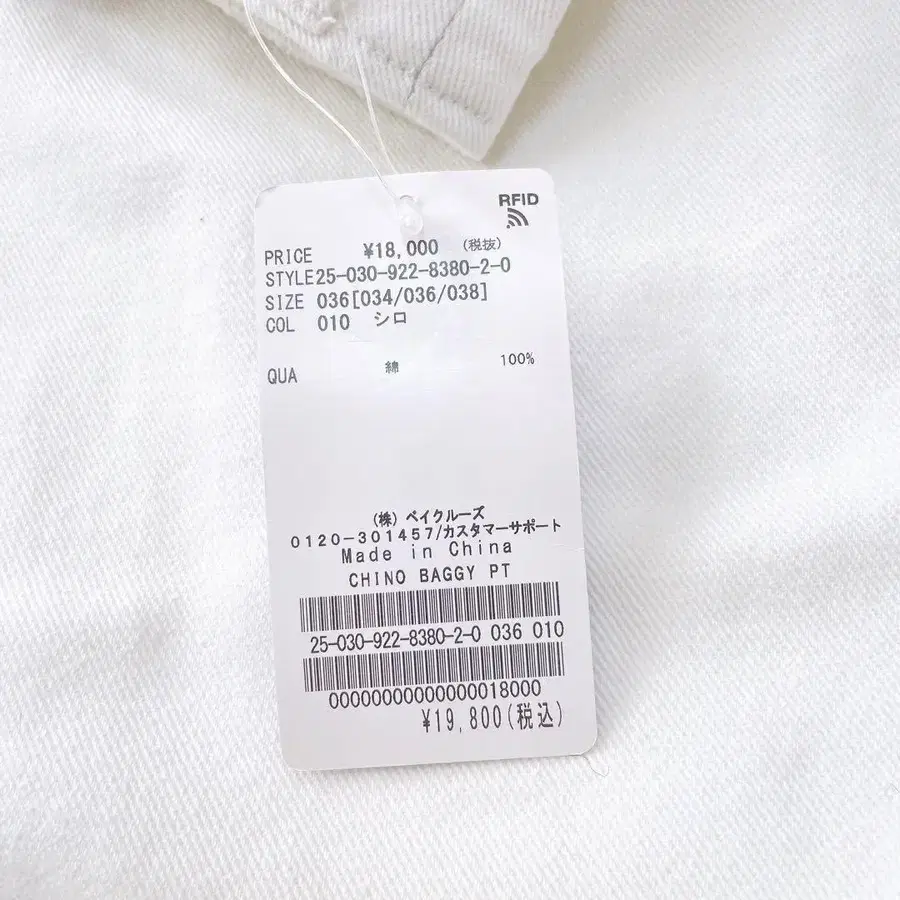 RFID
PRICE ¥18,000 (税抜)
STYLE25-030-922-8380-2-0
SIZE 036[034/036/038]
COL 010 シロ
QUA 綿 100%
(株) ベイクルーズ
0120-301457/カスタマーサポート
Made in China
CHINO BAGGY PT
25-030-922-8380-2-0 036 010
00000000000000018000
¥19,800(税込)